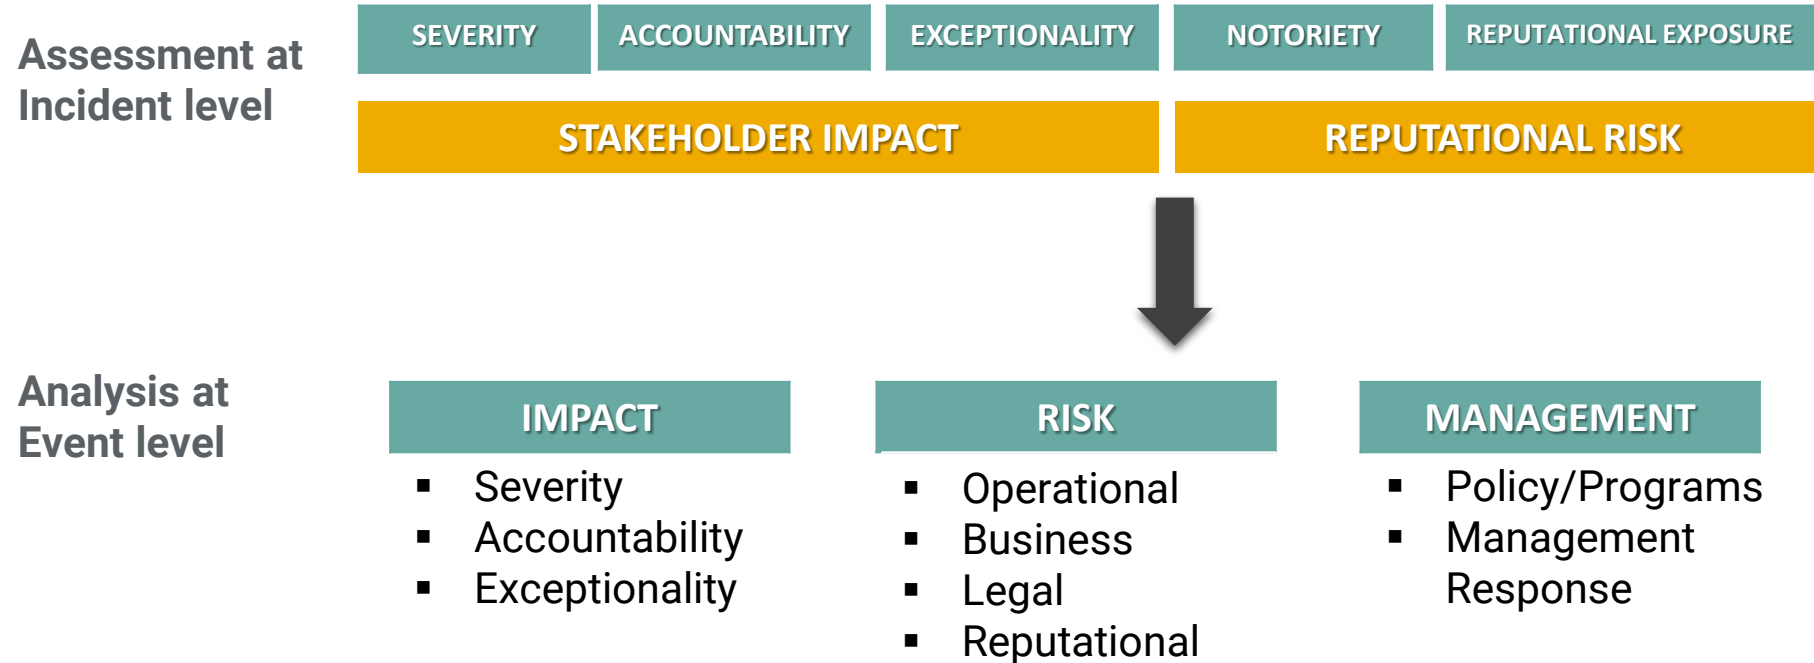 Assessment at
Incident level
SEVERITY
ACCOUNTABILITY
EXCEPTIONALITY
NOTORIETY
REPUTATIONAL EXPOSURE
STAKEHOLDER IMPACT
REPUTATIONAL RISK
Analysis at
Event level
IMPACT
▪ Severity
▪ Accountability
▪ Exceptionality
RISK
▪ Operational
▪ Business
▪ Legal
▪ Reputational
MANAGEMENT
▪ Policy/Programs
▪ Management
Response